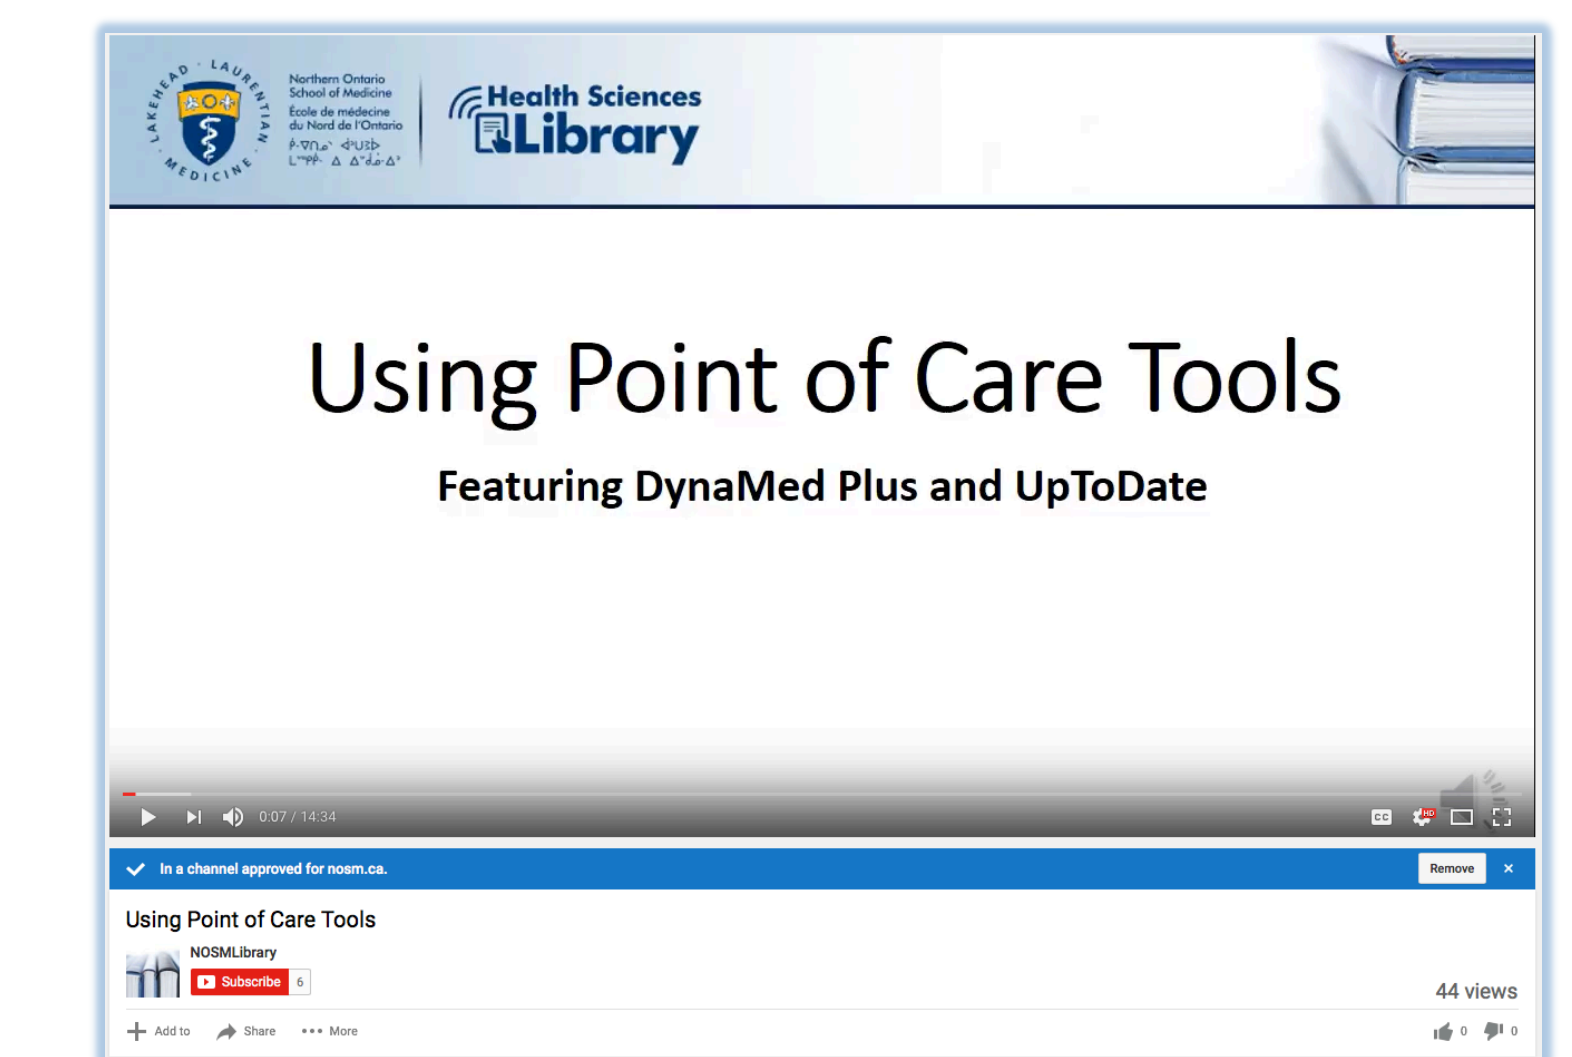 LAKEHEAD · LAURENTIAN
· MEDICINE ·
Northern Ontario
School of Medicine
École de médecine
du Nord de l'Ontario
Health Sciences
Library
Using Point of Care Tools
Featuring DynaMed Plus and UpToDate
0:07 / 14:34
CC
HD
In a channel approved for nosm.ca.
Remove
×
Using Point of Care Tools
NOSMLibrary
Subscribe 6
44 views
Add to
Share
More
0
0